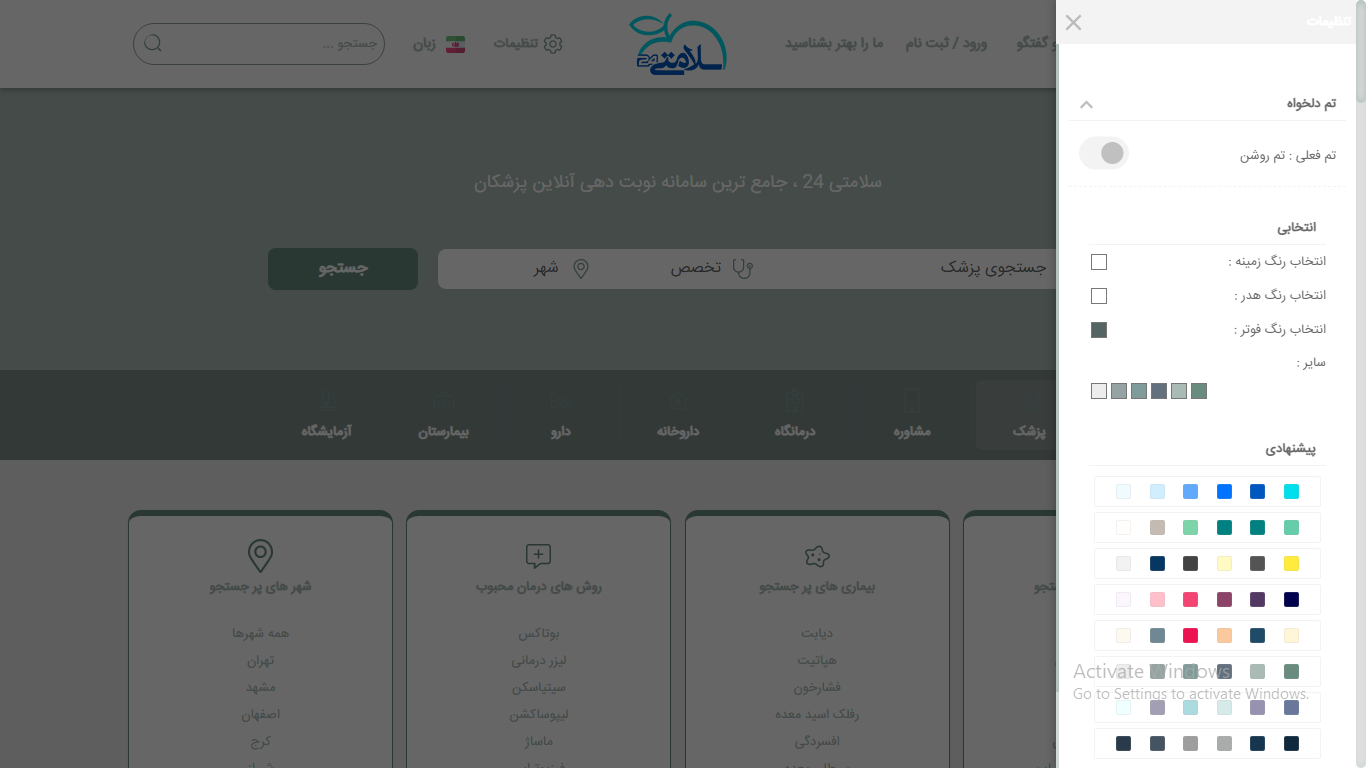 تنظیمات
تم دلخواه
تم فعلی : تم روشن
انتخابی
انتخاب رنگ زمینه :
انتخاب رنگ هدر :
انتخاب رنگ فوتر :
سایر :
پیشنهادی
Activate Windows
Go to Settings to activate Windows.
و گفتگو
ورود / ثبت نام
ما را بهتر بشناسید
سلامتی 24
تنظیمات
زبان
جستجو ...
سلامتی 24 ، جامع ترین سامانه نوبت دهی آنلاین پزشکان
جستجوی پزشک
تخصص
شهر
جستجو
پزشک
مشاوره
درمانگاه
داروخانه
دارو
بیمارستان
آزمایشگاه
بیماری های پر جستجو
دیابت
هپاتیت
فشارخون
رفلکس اسید معده
افسردگی
روش های درمان محبوب
بوتاکس
لیزر درمانی
سیتیاسکن
لیپوساکشن
ماساژ
شهر های پر جستجو
همه شهرها
تهران
مشهد
اصفهان
کرج